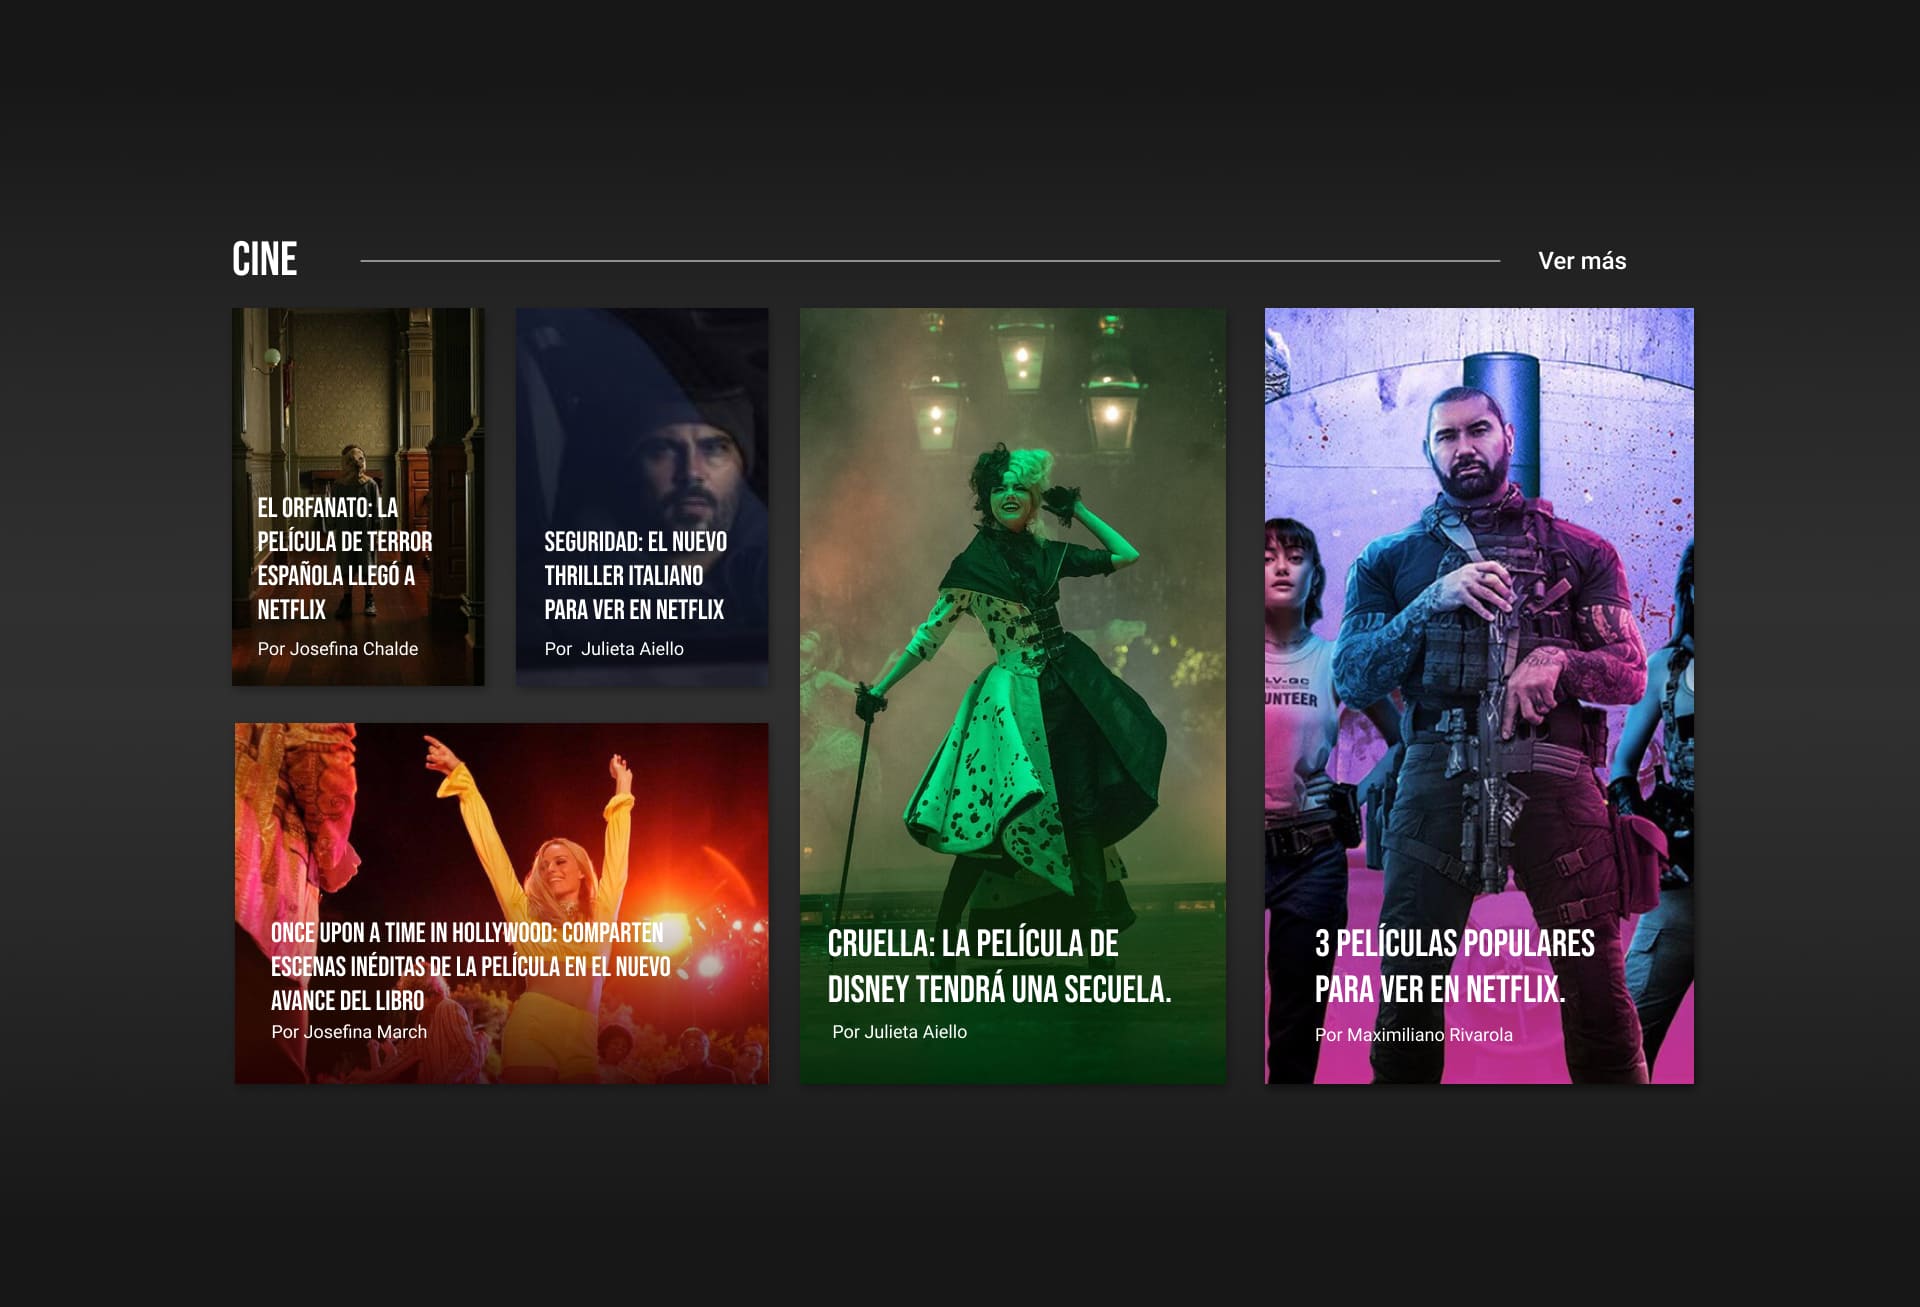 CINE
Ver más
EL ORFANATO: LA
PELÍCULA DE TERROR
ESPAÑOLA LLEGÓ A
NETFLIX
Por Josefina Chalde
SEGURIDAD: EL NUEVO
THRILLER ITALIANO
PARA VER EN NETFLIX
Por  Julieta Aiello
ONCE UPON A TIME IN HOLLYWOOD: COMPARTEN
ESCENAS INÉDITAS DE LA PELÍCULA EN EL NUEVO
AVANCE DEL LIBRO
Por Josefina March
CRUELLA: LA PELÍCULA DE
DISNEY TENDRÁ UNA SECUELA.
Por Julieta Aiello
LV-QC
UNTEER
3 PELÍCULAS POPULARES
PARA VER EN NETFLIX.
Por Maximiliano Rivarola